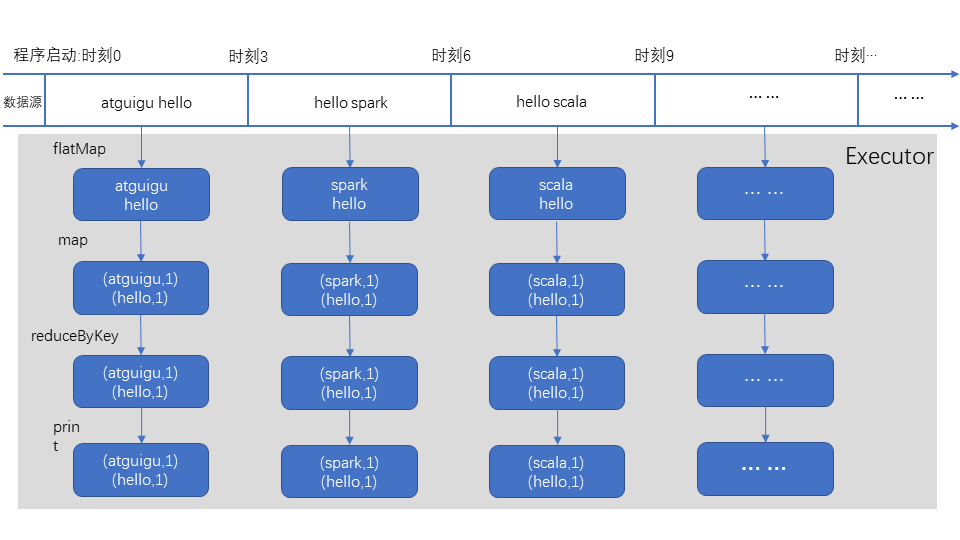 程序启动:时刻0
时刻3
时刻6
时刻9
时刻…
数据源
atguigu hello
hello spark
hello scala
... ...
... ...
Executor
flatMap
atguigu
hello
spark
hello
scala
hello
... ...
map
(atguigu,1)
(hello,1)
(spark,1)
(hello,1)
(scala,1)
(hello,1)
... ...
reduceByKey
(atguigu,1)
(hello,1)
(spark,1)
(hello,1)
(scala,1)
(hello,1)
... ...
prin
t
(atguigu,1)
(hello,1)
(spark,1)
(hello,1)
(scala,1)
(hello,1)
... ...